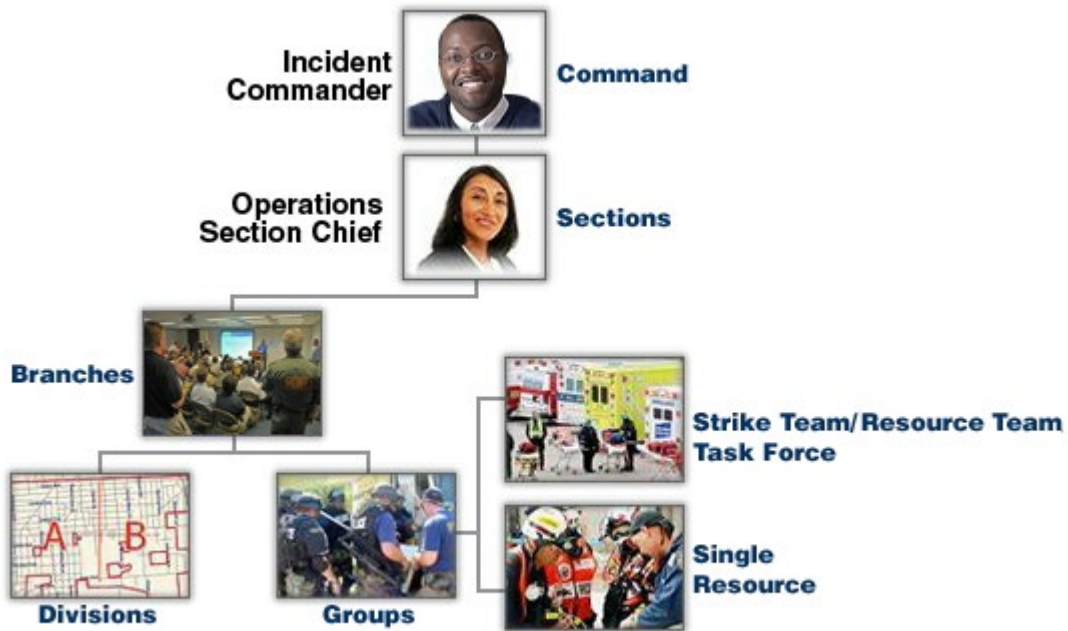 Incident
Commander
Command
Operations
Section Chief
Sections
Branches
Strike Team/Resource Team
Task Force
A B
Single
Resource
Divisions
Groups